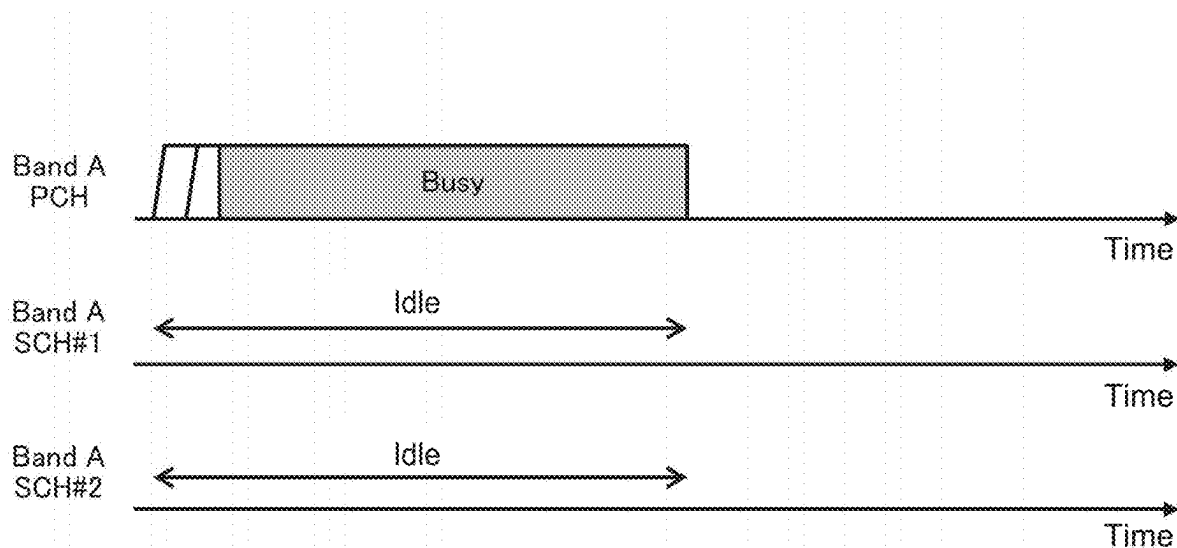 Band A
PCH
Busy
Time
Band A
SCH#1
Idle
Time
Band A
SCH#2
Idle
Time